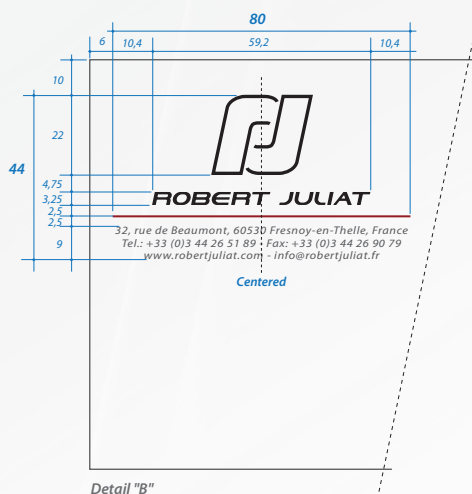 80
6 10,4 59,2 10,4
10
22
44
4,75
3,25
2,5
2,5
9
ROBERT JULIAT
32, rue de Beaumont, 60530 Fresnoy-en-Thelle, France
Tel.: +33 (0)3 44 26 51 89 Fax: +33 (0)3 44 26 90 79
www.robertjuliat.com - info@robertjuliat.fr
Centered
Detail "B"